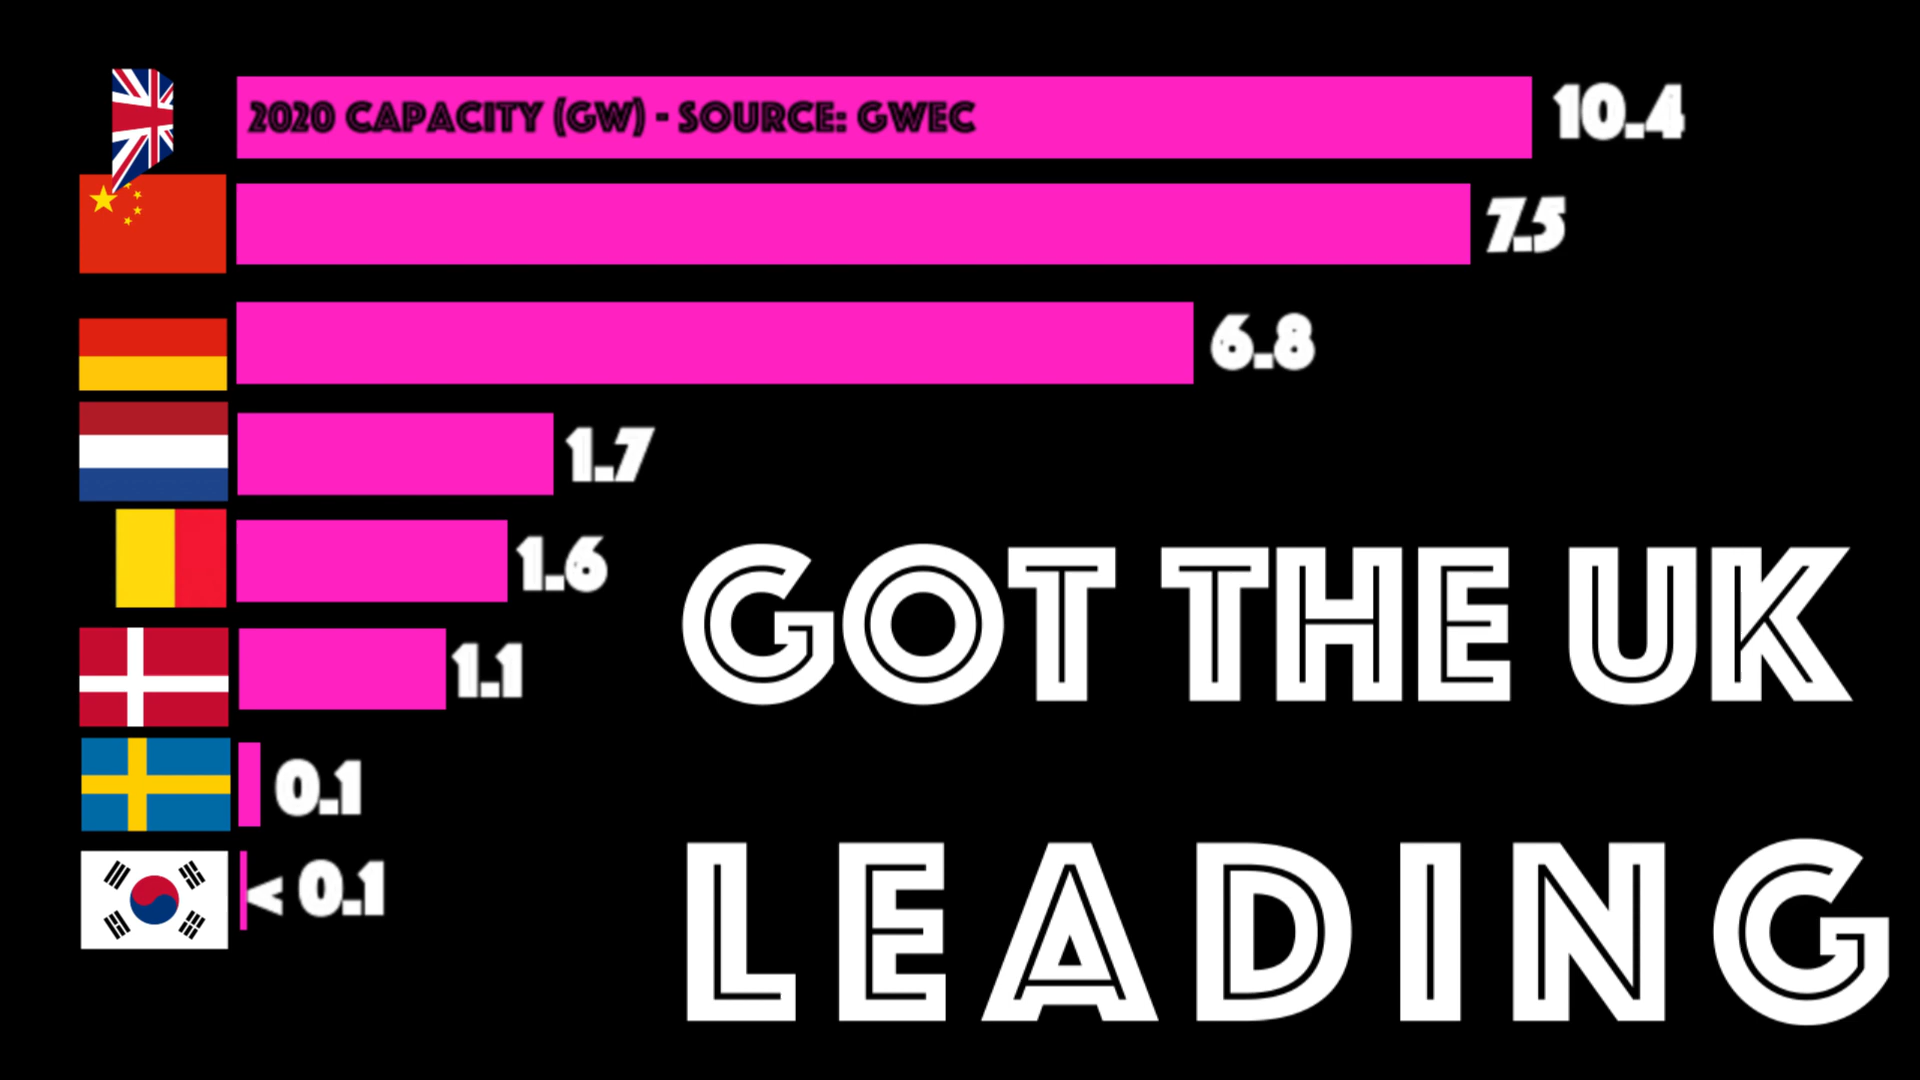 2020 CAPACITY (GW) - SOURCE: GWEC
10.4
7.5
6.8
1.7
1.6
1.1
0.1
< 0.1
GOT THE UK
LEADING